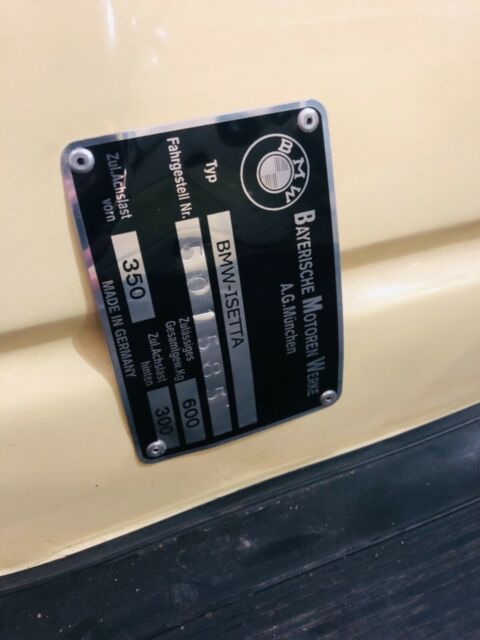 BMW
BAYERISCHE MOTOREN WERKE
A.G. München
Typ BMW-ISETTA
Fahrgestell Nr. 501585
Zulässiges
Gesamtgew. Kg 600
Zul. Achslast
vorn 350
Zul. Achslast
hinten 300
MADE IN GERMANY